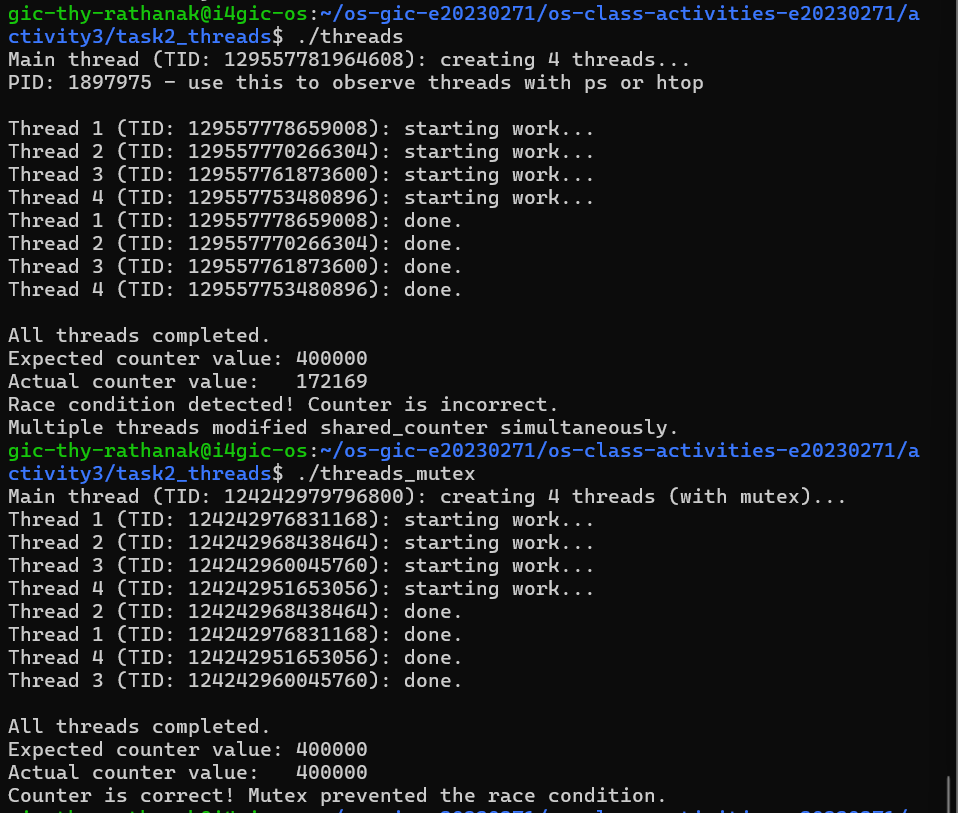 gic-thy-rathanak@i4gic-os:~/os-gic-e20230271/os-class-activities-e20230271/a
ctivity3/task2_threads$ ./threads
Main thread (TID: 129557781964608): creating 4 threads...
PID: 1897975 - use this to observe threads with ps or htop
Thread 1 (TID: 129557778659008): starting work...
Thread 2 (TID: 129557770266304): starting work...
Thread 3 (TID: 129557761873600): starting work...
Thread 4 (TID: 129557753480896): starting work...
Thread 1 (TID: 129557778659008): done.
Thread 2 (TID: 129557770266304): done.
Thread 3 (TID: 129557761873600): done.
Thread 4 (TID: 129557753480896): done.
All threads completed.
Expected counter value: 400000
Actual counter value:   172169
Race condition detected! Counter is incorrect.
Multiple threads modified shared_counter simultaneously.
gic-thy-rathanak@i4gic-os:~/os-gic-e20230271/os-class-activities-e20230271/a
ctivity3/task2_threads$ ./threads_mutex
Main thread (TID: 124242979796800): creating 4 threads (with mutex)...
Thread 1 (TID: 124242976831168): starting work...
Thread 2 (TID: 124242968438464): starting work...
Thread 3 (TID: 124242960045760): starting work...
Thread 4 (TID: 124242951653056): starting work...
Thread 2 (TID: 124242968438464): done.
Thread 1 (TID: 124242976831168): done.
Thread 4 (TID: 124242951653056): done.
Thread 3 (TID: 124242960045760): done.
All threads completed.
Expected counter value: 400000
Actual counter value:   400000
Counter is correct! Mutex prevented the race condition.